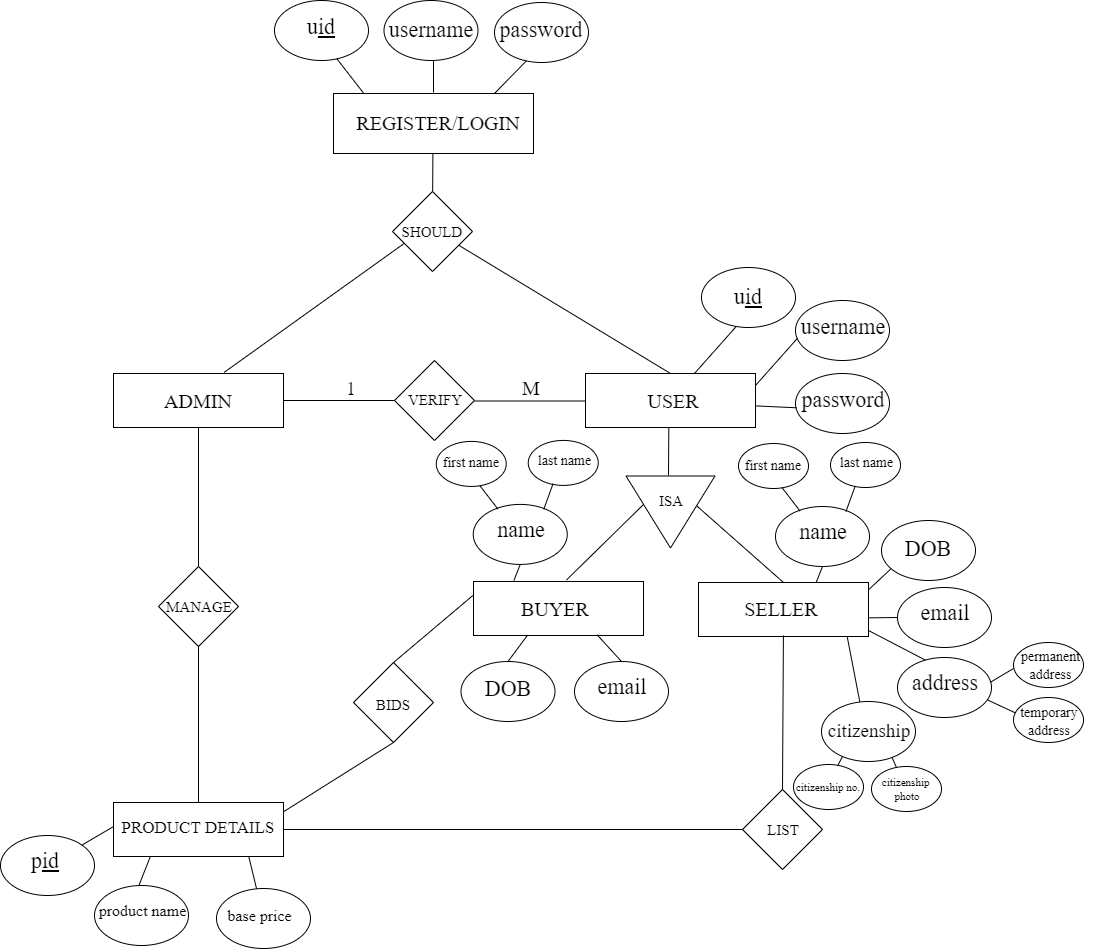 uid
username
password
REGISTER/LOGIN
SHOULD
uid
username
ADMIN
1
VERIFY
M
USER
password
first name
last name
first name
last name
ISA
name
name
DOB
MANAGE
BUYER
SELLER
email
permanent
address
address
DOB
email
BIDS
temporary
address
citizenship
citizenship no.
citizenship
photo
PRODUCT DETAILS
LIST
pid
product name
base price